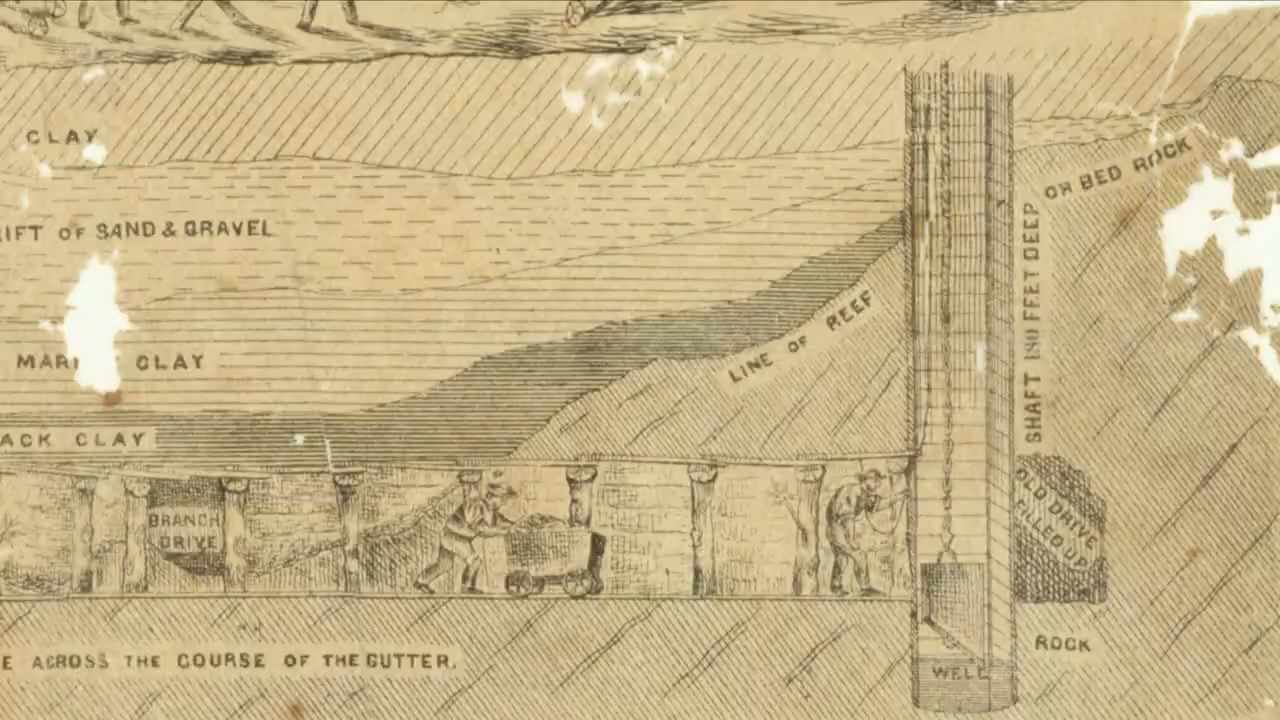 CLAY
OR BED ROCK
IFT OF SAND & GRAVEL
SHAFT 180 FEET DEEP
LINE OF REEF
CLAY
ACK CLAY
BRANCH
DRIVE
OLD DRIVE
FILLED UP
ROCK
E ACROSS THE COURSE OF THE GUTTER.
WELL